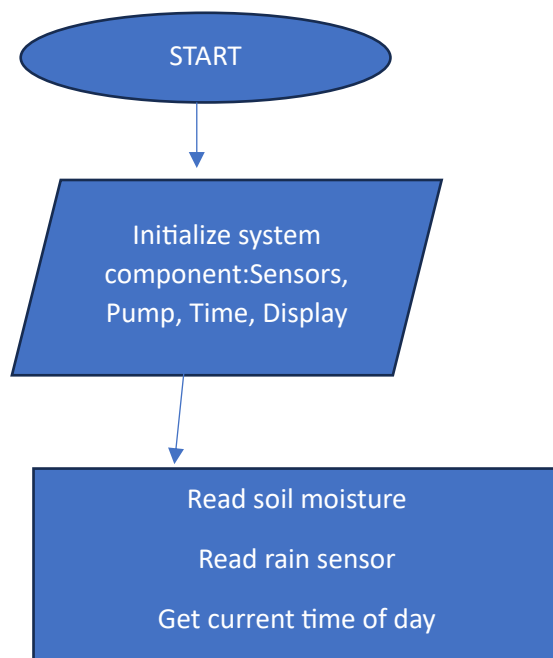 START
Initialize system
component:Sensors,
Pump, Time, Display
Read soil moisture
Read rain sensor
Get current time of day